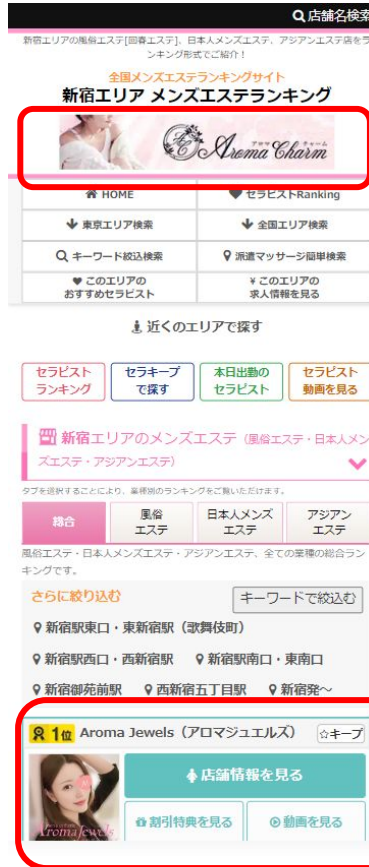 店舗名検索
新宿エリアの風俗エステ[回春エステ]、日本人メンズエステ、アジアンエステ店をラ
ンキング形式でご紹介！
全国メンズエステランキングサイト
新宿エリア メンズエステランキング
アロマ チャーム
Aroma Charm
HOME
セラピストRanking
東京エリア検索
全国エリア検索
キーワード絞込検索
派遣マッサージ簡単検索
このエリアの
おすすめセラピスト
¥ このエリアの
求人情報を見る
近くのエリアで探す
セラピスト
ランキング
セラキープ
で探す
本日出勤の
セラピスト
セラピスト
動画を見る
新宿エリアのメンズエステ（風俗エステ・日本人メン
ズエステ・アジアンエステ）
タブを選択することにより、業種別のランキングをご覧いただけます。
総合
風俗
エステ
日本人メンズ
エステ
アジアン
エステ
風俗エステ・日本人メンズエステ・アジアンエステ、全ての業種の総合ラン
キングです。
さらに絞り込む
キーワードで絞込む
新宿駅東口・東新宿駅（歌舞伎町）
新宿駅西口・西新宿駅
新宿駅南口・東南口
新宿御苑前駅
西新宿五丁目駅
新宿発〜
1位 Aroma Jewels（アロマジュエルズ）
☆キープ
店舗情報を見る
Aroma Jewels
割引特典を見る
動画を見る